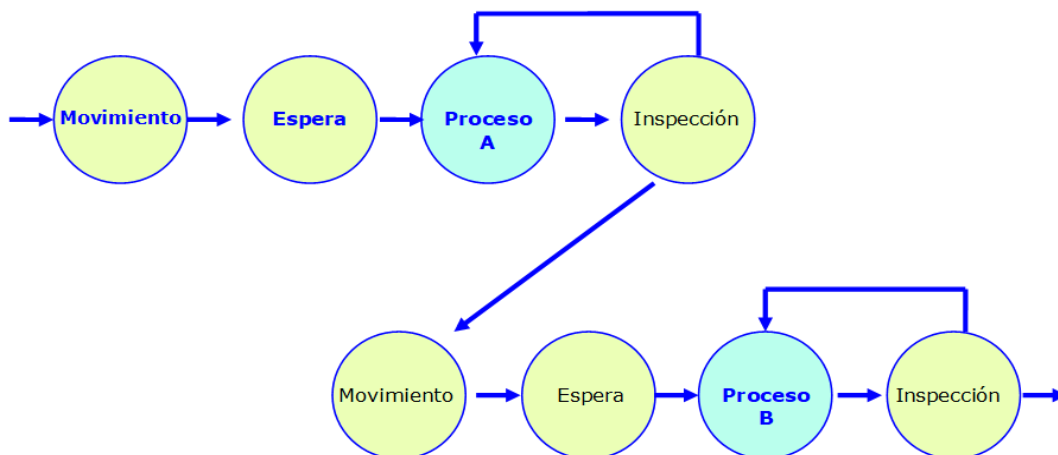 Movimiento
Espera
Proceso
A
Inspección
Movimiento
Espera
Proceso
B
Inspección